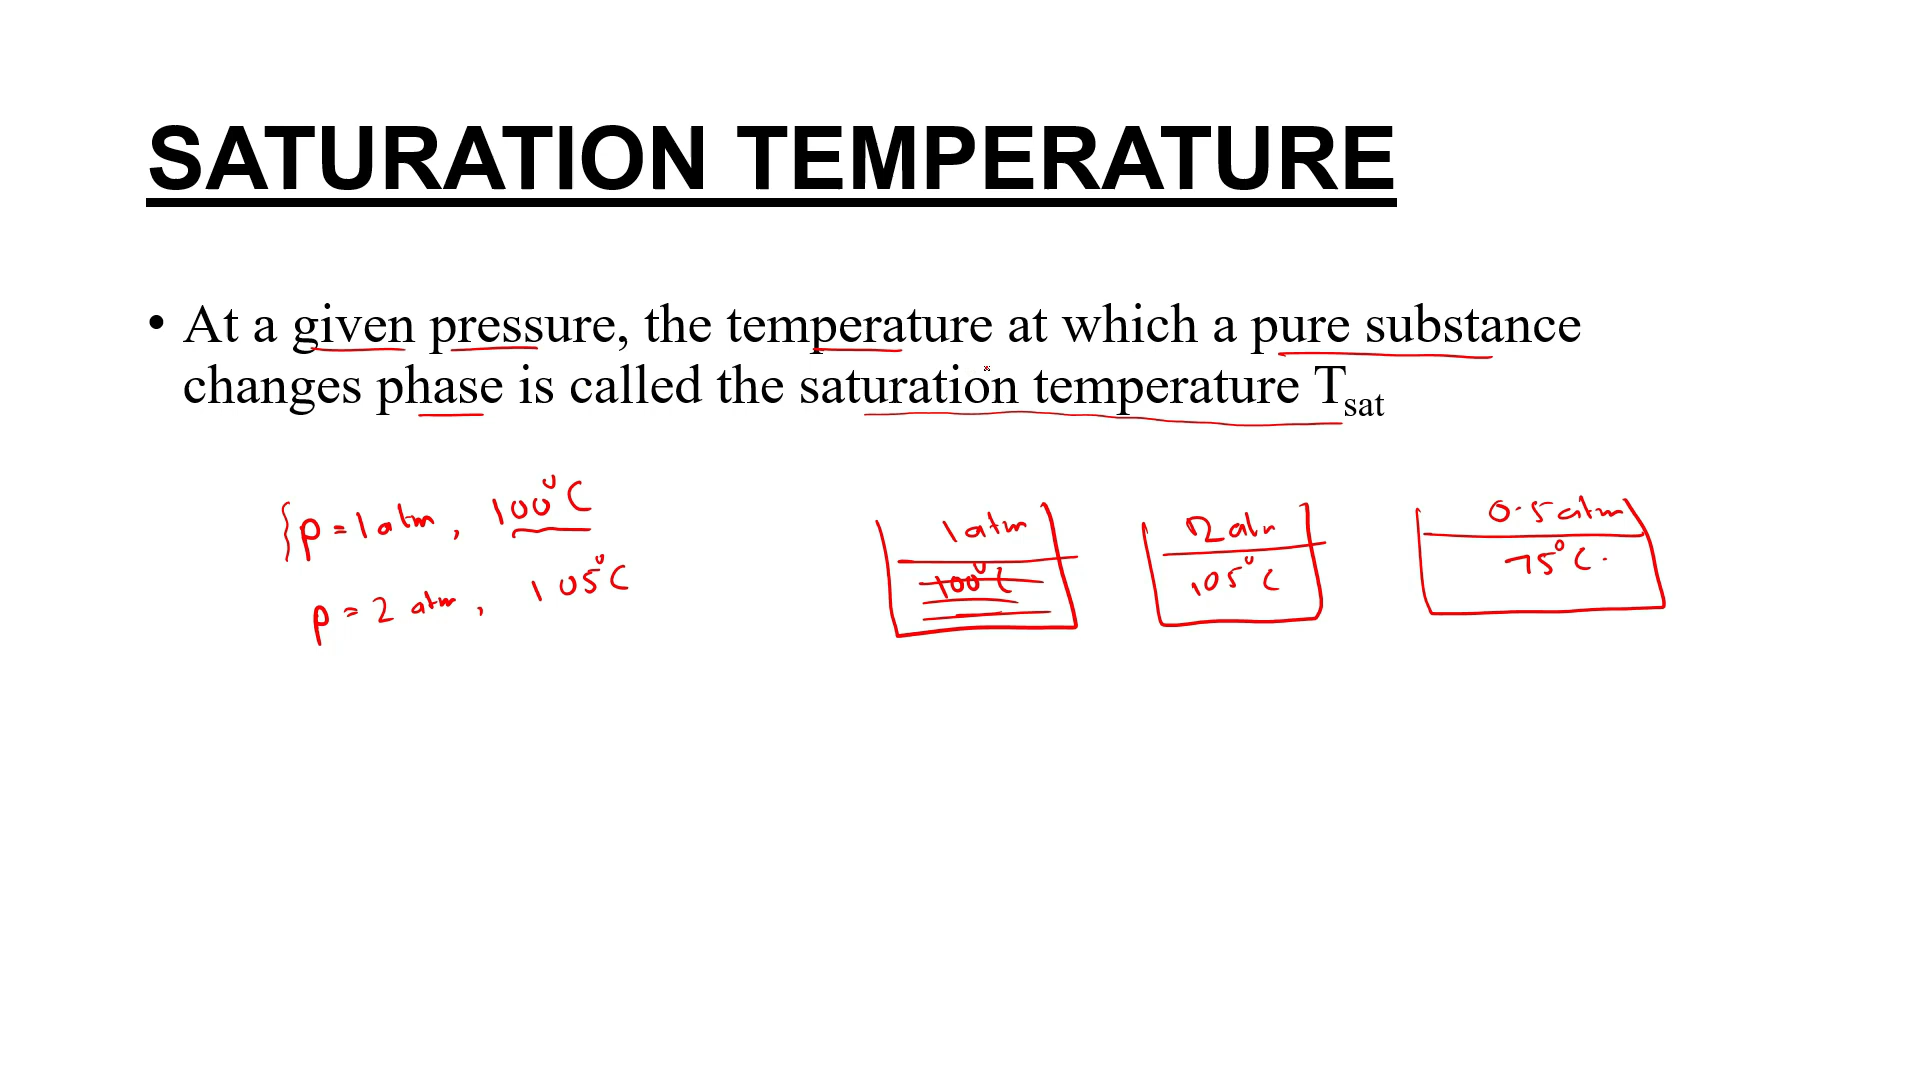 SATURATION TEMPERATURE
• At a given pressure, the temperature at which a pure substance
changes phase is called the saturation temperature Tsat
p = 1 atm, 100°C
p = 2 atm, 105°C
1 atm
100°C
2 atm
105°C
0.5 atm
75°C.